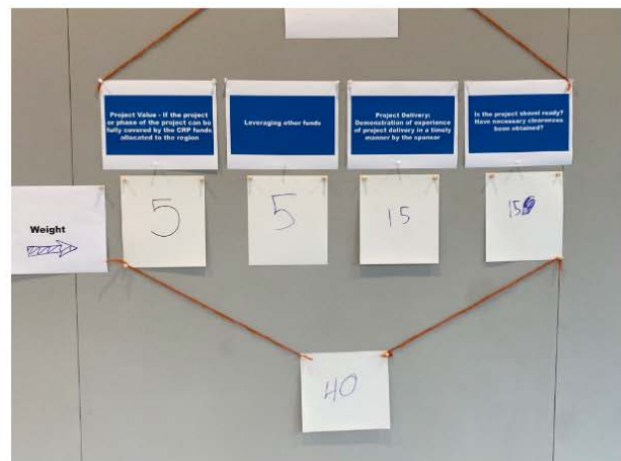 Project Value - If the project
or phase of the project can be
fully covered by the CRP funds
allocated to the region
Leveraging other funds
Project Delivery:
Demonstration of experience
of project delivery in a timely
manner by the sponsor
Is the project shovel ready?
Have necessary clearances
been obtained?
Weight
5
5
15
15
40